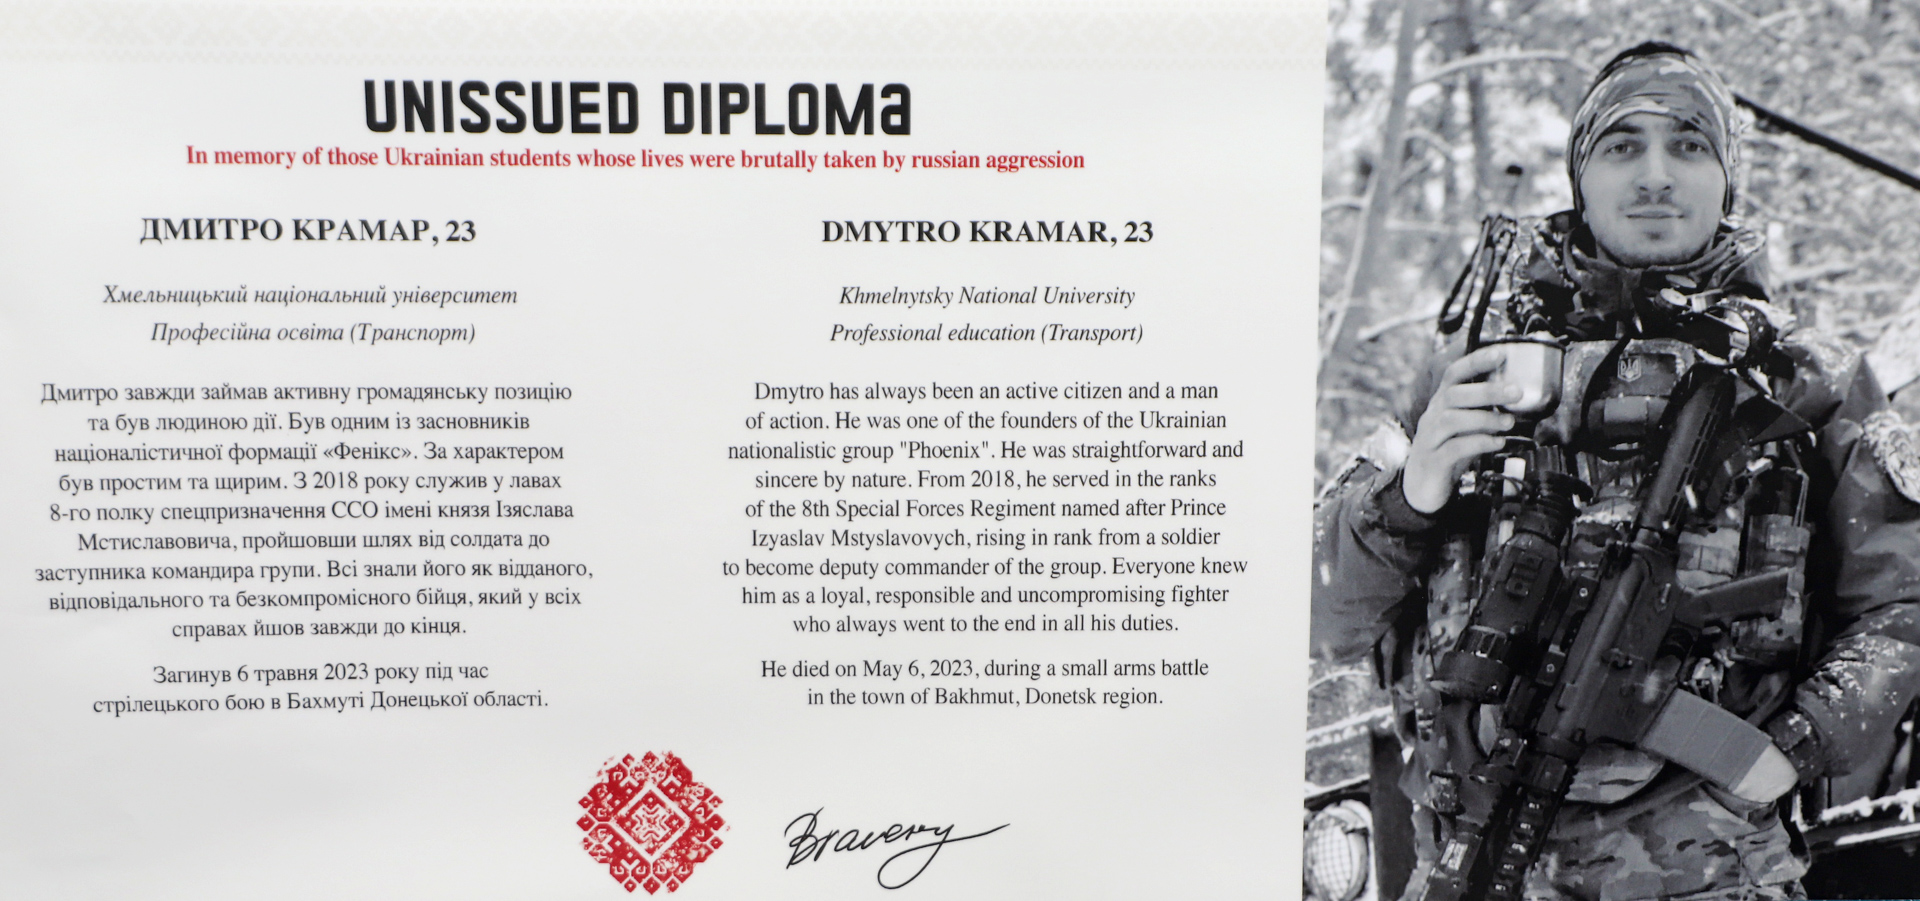 UNISSUED DIPLOMa
In memory of those Ukrainian students whose lives were brutally taken by russian aggression
ДМИТРО КРАМАР, 23
Хмельницький національний університет
Професійна освіта (Транспорт)
Дмитро завжди займав активну громадянську позицію
та був людиною дії. Був одним із засновників
націоналістичної формації «Фенікс». За характером
був простим та щирим. З 2018 року служив у лавах
8-го полку спецпризначення ССО імені князя Ізяслава
Мстиславовича, пройшовши шлях від солдата до
заступника командира групи. Всі знали його як відданого,
відповідального та безкомпромісного бійця, який у всіх
справах йшов завжди до кінця.
Загинув 6 травня 2023 року під час
стрілецького бою в Бахмуті Донецької області.
DMYTRO KRAMAR, 23
Khmelnytsky National University
Professional education (Transport)
Dmytro has always been an active citizen and a man
of action. He was one of the founders of the Ukrainian
nationalistic group "Phoenix". He was straightforward and
sincere by nature. From 2018, he served in the ranks
of the 8th Special Forces Regiment named after Prince
Izyaslav Mstyslavovych, rising in rank from a soldier
to become deputy commander of the group. Everyone knew
him as a loyal, responsible and uncompromising fighter
who always went to the end in all his duties.
He died on May 6, 2023, during a small arms battle
in the town of Bakhmut, Donetsk region.
Bravery